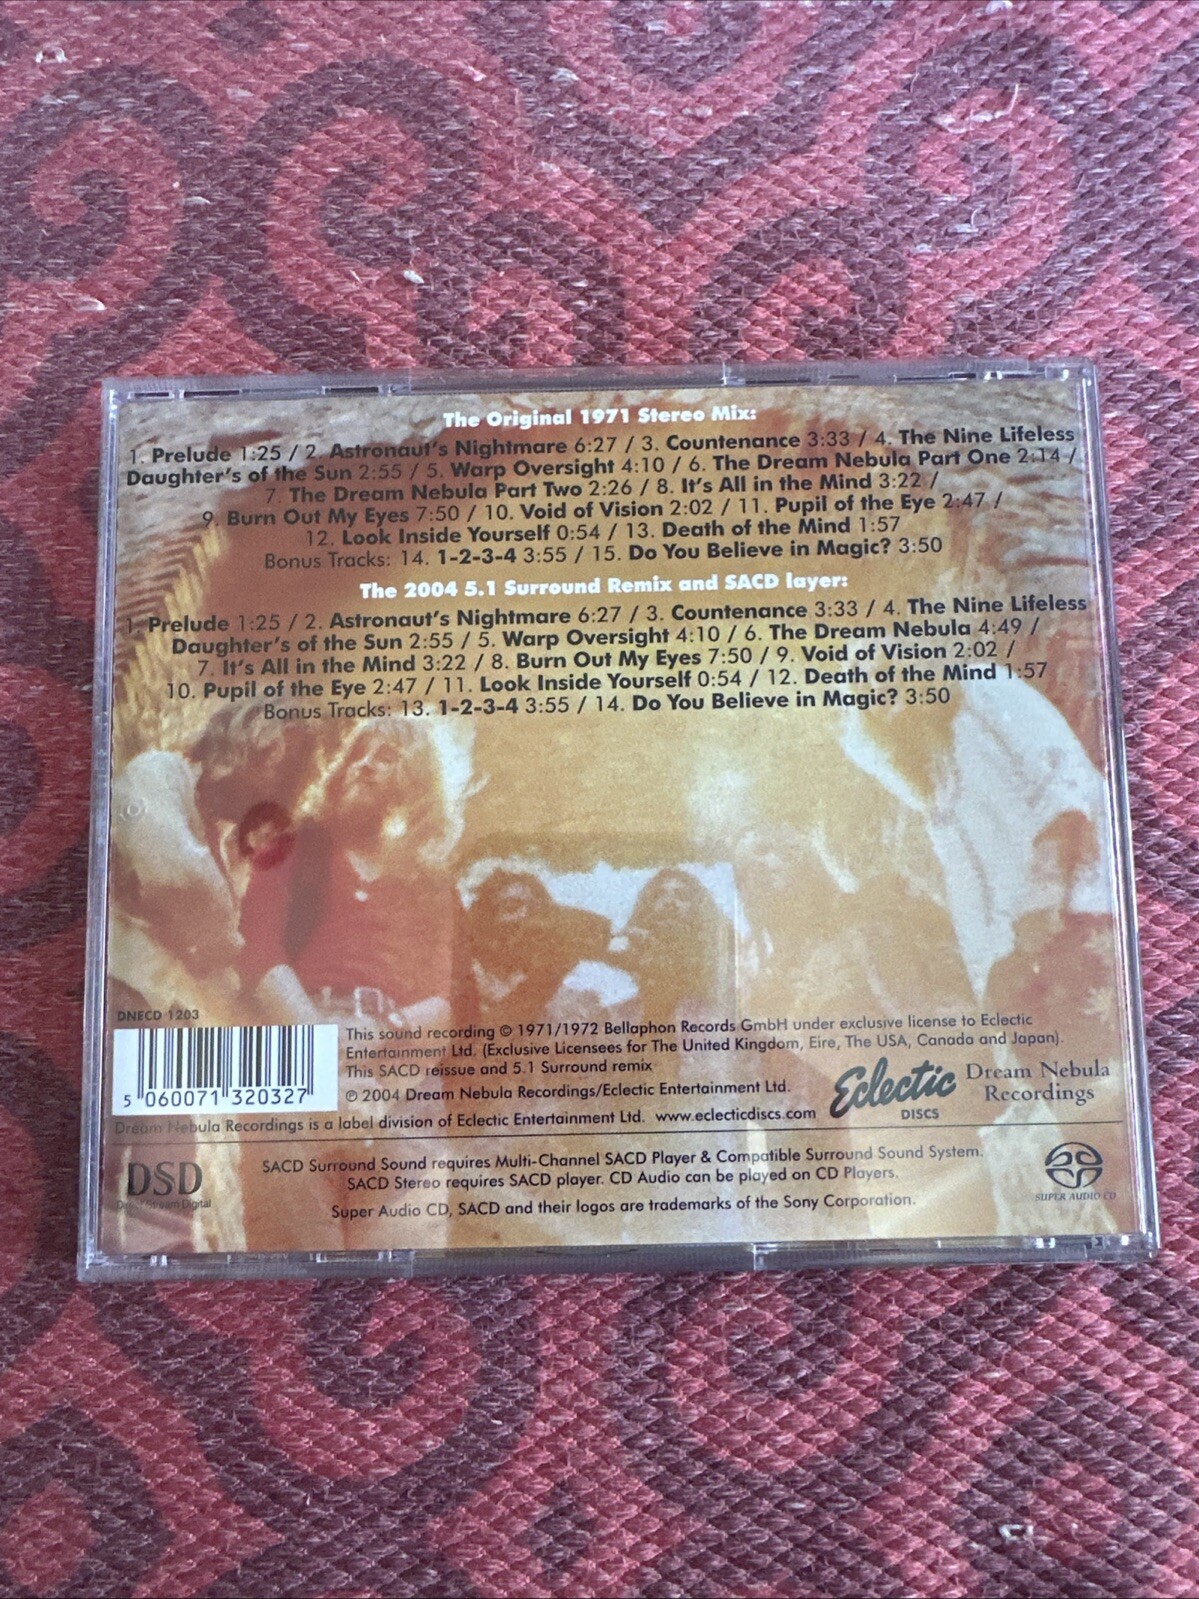 The Original 1971 Stereo Mix:
1. Prelude 1:25 / 2. Astronaut's Nightmare 6:27 / 3. Countenance 3:33 / 4. The Nine Lifeless
Daughter's of the Sun 2:55 / 5. Warp Oversight 4:10 / 6. The Dream Nebula Part One 2:14 /
7. The Dream Nebula Part Two 2:26 / 8. It's All in the Mind 3:22 /
9. Burn Out My Eyes 7:50 / 10. Void of Vision 2:02 / 11. Pupil of the Eye 2:47 /
12. Look Inside Yourself 0:54 / 13. Death of the Mind 1:57
Bonus Tracks: 14. 1-2-3-4 3:55 / 15. Do You Believe in Magic? 3:50
The 2004 5.1 Surround Remix and SACD layer:
1. Prelude 1:25 / 2. Astronaut's Nightmare 6:27 / 3. Countenance 3:33 / 4. The Nine Lifeless
Daughter's of the Sun 2:55 / 5. Warp Oversight 4:10 / 6. The Dream Nebula 4:49 /
7. It's All in the Mind 3:22 / 8. Burn Out My Eyes 7:50 / 9. Void of Vision 2:02 /
10. Pupil of the Eye 2:47 / 11. Look Inside Yourself 0:54 / 12. Death of the Mind 1:57
Bonus Tracks: 13. 1-2-3-4 3:55 / 14. Do You Believe in Magic? 3:50
DNECD 1203
5 060071 320327
This sound recording © 1971/1972 Bellaphon Records GmbH under exclusive license to Eclectic
Entertainment Ltd. (Exclusive Licensees for The United Kingdom, Eire, The USA, Canada and Japan).
This SACD reissue and 5.1 Surround remix
℗ 2004 Dream Nebula Recordings/Eclectic Entertainment Ltd.
Eclectic
DISCS
Dream Nebula
Recordings
Dream Nebula Recordings is a label division of Eclectic Entertainment Ltd. www.eclecticdiscs.com
DSD
Direct Stream Digital
SACD Surround Sound requires Multi-Channel SACD Player & Compatible Surround Sound System.
SACD Stereo requires SACD player. CD Audio can be played on CD Players.
Super Audio CD, SACD and their logos are trademarks of the Sony Corporation.
SUPER AUDIO CD